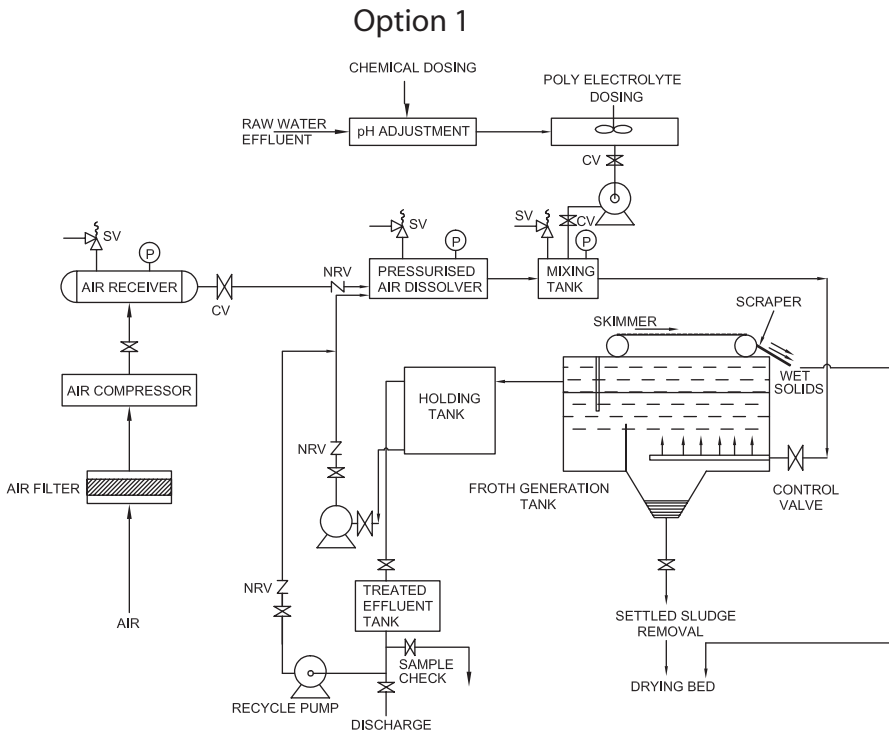 Option 1
CHEMICAL DOSING
POLY ELECTROLYTE
DOSING
RAW WATER
EFFLUENT
pH ADJUSTMENT
CV
SV
SV
SV
CV
P
P
P
NRV
AIR RECEIVER
PRESSURISED
AIR DISSOLVER
MIXING
TANK
CV
SCRAPER
SKIMMER
WET
SOLIDS
AIR COMPRESSOR
HOLDING
TANK
NRV
AIR FILTER
FROTH GENERATION
TANK
CONTROL
VALVE
NRV
TREATED
EFFLUENT
TANK
AIR
SETTLED SLUDGE
REMOVAL
SAMPLE
CHECK
DRYING BED
RECYCLE PUMP
DISCHARGE